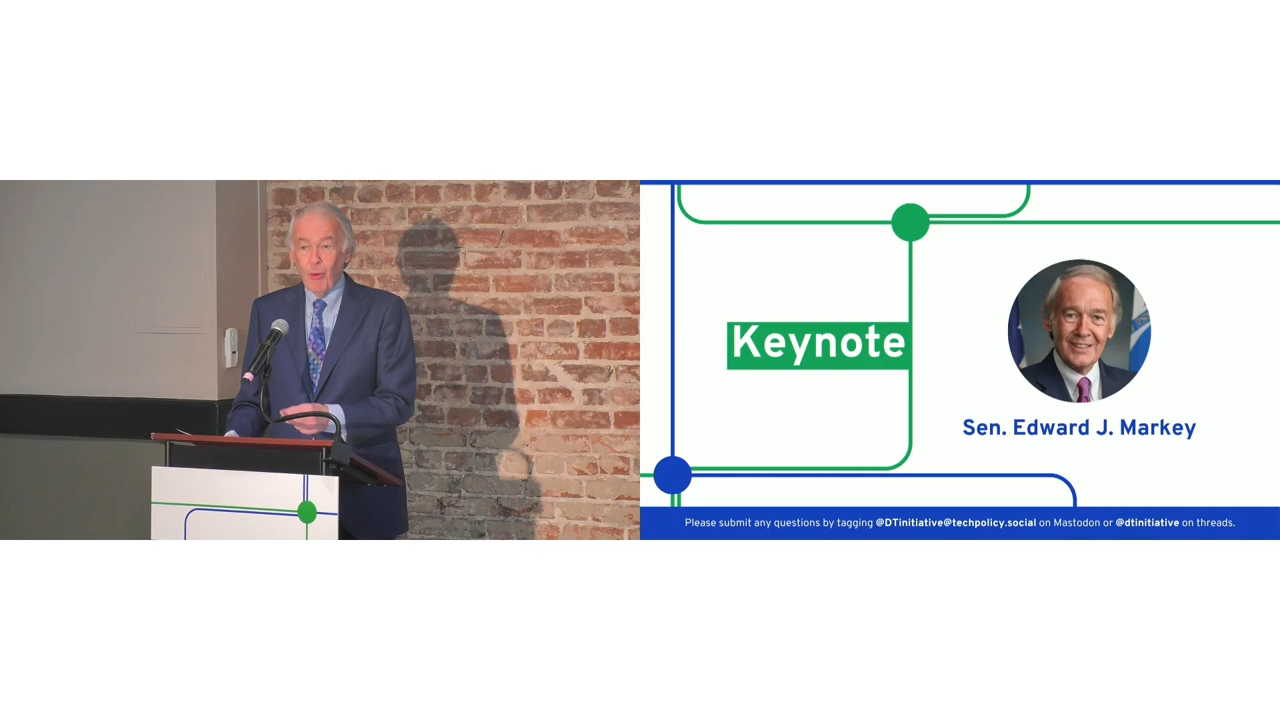 Keynote
Sen. Edward J. Markey
Please submit any questions by tagging @DTinitiative@techpolicy.social on Mastodon or @dtinitiative on threads.